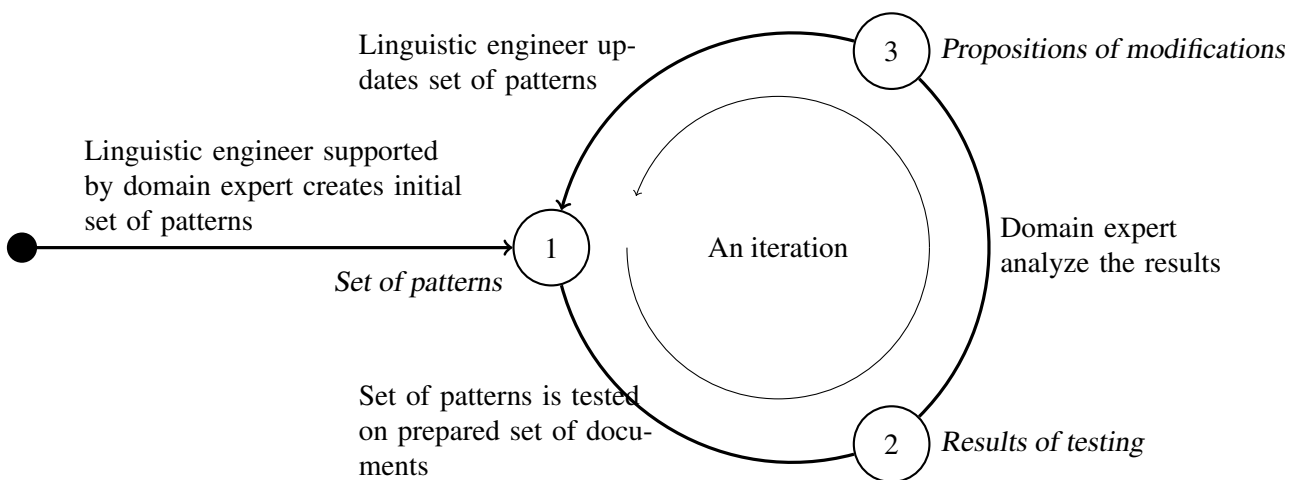 Linguistic engineer up-
dates set of patterns
3
Propositions of modifications
Linguistic engineer supported
by domain expert creates initial
set of patterns
1
An iteration
Domain expert
analyze the results
Set of patterns
Set of patterns is tested
on prepared set of docu-
ments
2
Results of testing